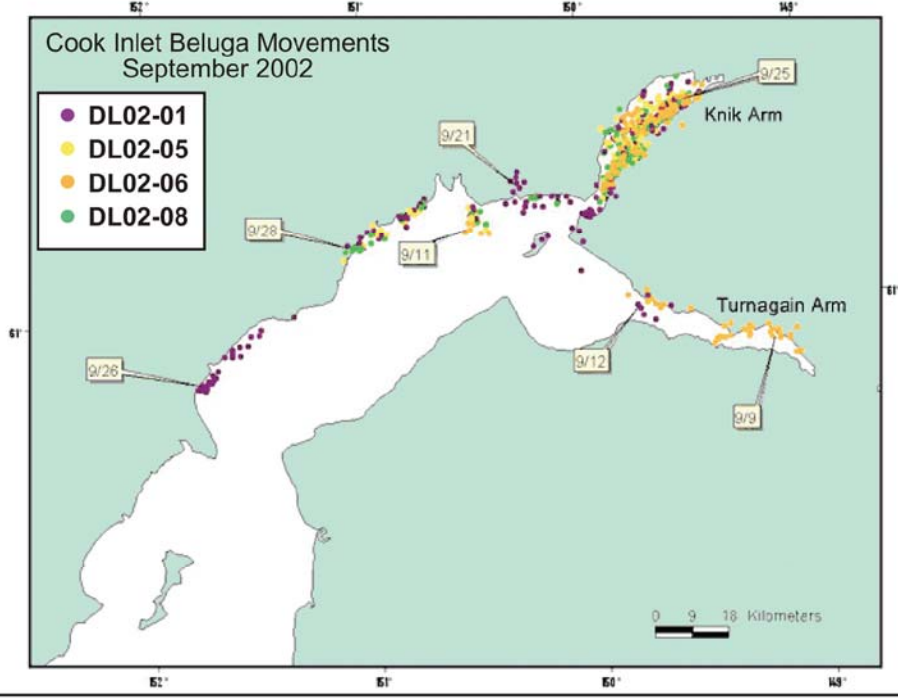 152°
151°
150°
149°
Cook Inlet Beluga Movements
September 2002
DL02-01
DL02-05
DL02-06
DL02-08
9/25
Knik Arm
9/21
9/28
9/11
61°
Turnagain Arm
61°
9/12
9/26
9/9
0 9 18 Kilometers
152°
151°
150°
149°